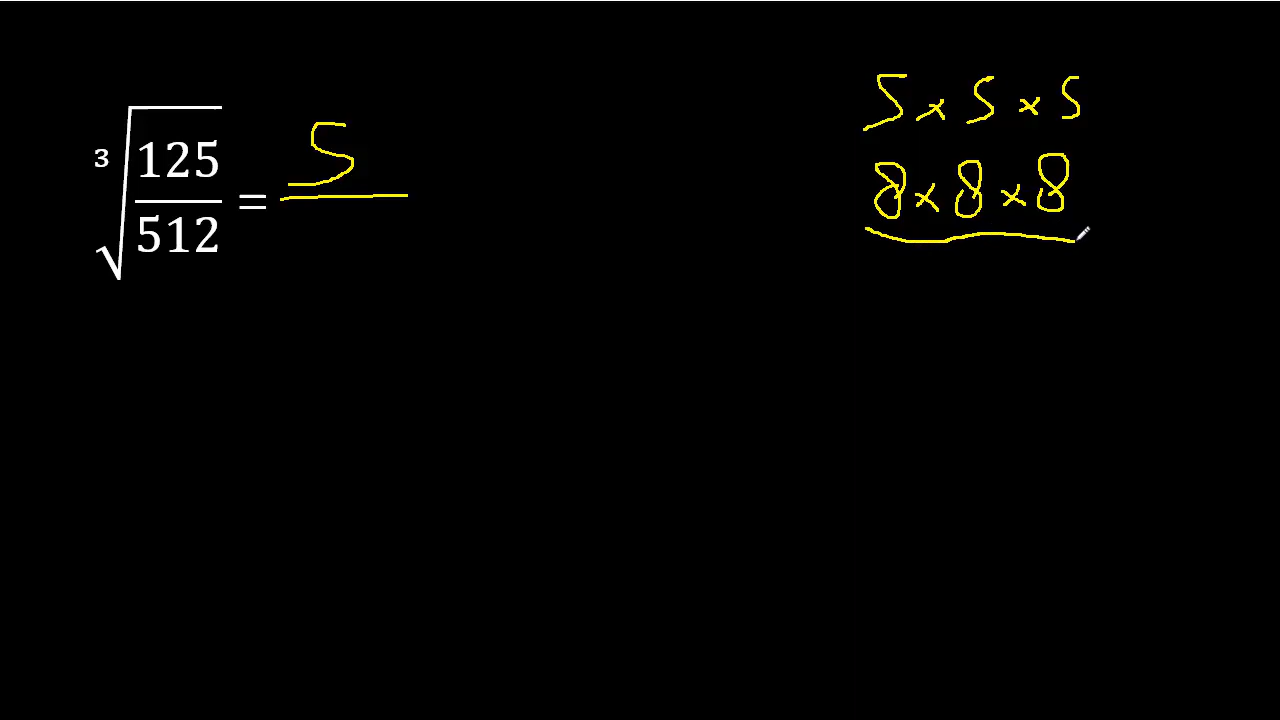 ∛(125/512) = 5/
5 × 5 × 5
8 × 8 × 8